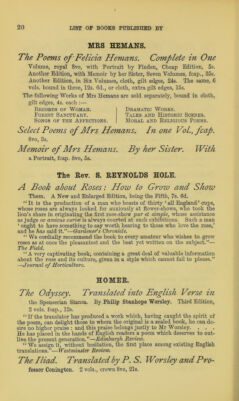 20 LIST OF BOOKS PUBLISHED BY
MRS HEMANS.
The Poems of Felicia Hemans. Complete in One
Volume, royal 8vo, with Portrait by Finden, Cheap Edition, 5s.
Another Edition, with Memoir by her Sister, Seven Volumes, fcap., 35s.
Another Edition, in Six Volumes, cloth, gilt edges, 24s. The same, 6
vols. bound in three, 12s. 6d., or cloth, extra gilt edges, 15s.
The following Works of Mrs Hemans are sold separately, bound in cloth,
gilt edges, 4s. each:—
RECORDS OF WOMAN. DRAMATIC WORKS.
FOREST SANCTUARY. TALES AND HISTORIC SCENES.
SONGS OF THE AFFECTIONS. MORAL AND RELIGIOUS POEMS.
Select Poems of Mrs Hemans. In one Vol., fcap.
8vo, 3s.
Memoir of Mrs Hemans. By her Sister. With
a Portrait, fcap. 8vo, 5s.
The Rev. S. REYNOLDS HOLE.
A Book about Roses: How to Grow and Show
Them. A New and Enlarged Edition, being the Fifth, 7s. 6d.
"It is the production of a man who boasts of thirty 'all England' cups,
whose roses are always looked for anxiously at flower-shows, who took the
lion's share in originating the first rose-show pur et simple, whose assistance
as judge or amicus curiæ is always courted at such exhibitions. Such a man
'ought to have something to say worth hearing to those who love the rose,'
and he has said it."—Gardener's Chronicle.
"We cordially recommend the book to every amateur who wishes to grow
roses as at once the pleasantest and the best yet written on the subject."—
The Field.
"A very captivating book, containing a great deal of valuable information
about the rose and its culture, given in a style which cannot fail to please."
—Journal of Horticulture.
HOMER.
The Odyssey. Translated into English Verse in
the Spenserian Stanza. By Philip Stanhope Worsley. Third Edition,
2 vols. fcap., 12s.
"If the translator has produced a work which, having caught the spirit of
the poem, can delight those to whom the original is a sealed book, he can de-
sire no higher praise: and this praise belongs justly to Mr Worsley. . . . .
He has placed in the hands of English readers a poem which deserves to out-
live the present generation."—Edinburgh Review.
"We assign it, without hesitation, the first place among existing English
translations."—Westminster Review.
The Iliad. Translated by P. S. Worsley and Pro-
fessor Conington. 2 vols., crown 8vo, 21s.